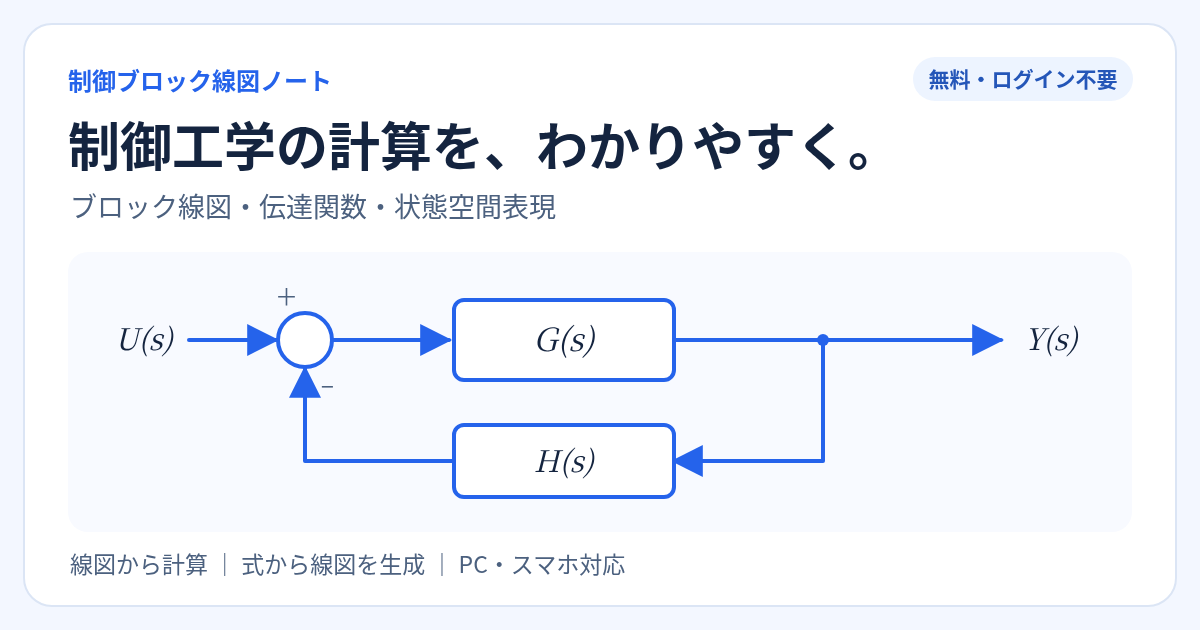 制御ブロック線図ノート
無料・ログイン不要
制御工学の計算を、わかりやすく。
ブロック線図・伝達関数・状態空間表現
+
U(s)
G(s)
Y(s)
−
H(s)
線図から計算 | 式から線図を生成 | PC・スマホ対応